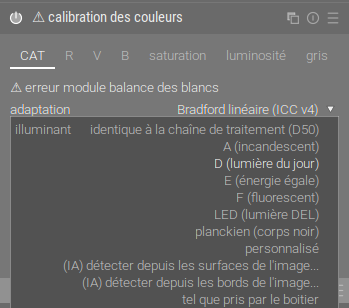 ⚠ calibration des couleurs
CAT R V B saturation luminosité gris
⚠ erreur module balance des blancs
adaptation Bradford linéaire (ICC v4)
illuminant identique à la chaîne de traitement (D50)
A (incandescent)
D (lumière du jour)
E (énergie égale)
F (fluorescent)
LED (lumière DEL)
planckien (corps noir)
personnalisé
(IA) détecter depuis les surfaces de l'image...
(IA) détecter depuis les bords de l'image...
tel que pris par le boitier